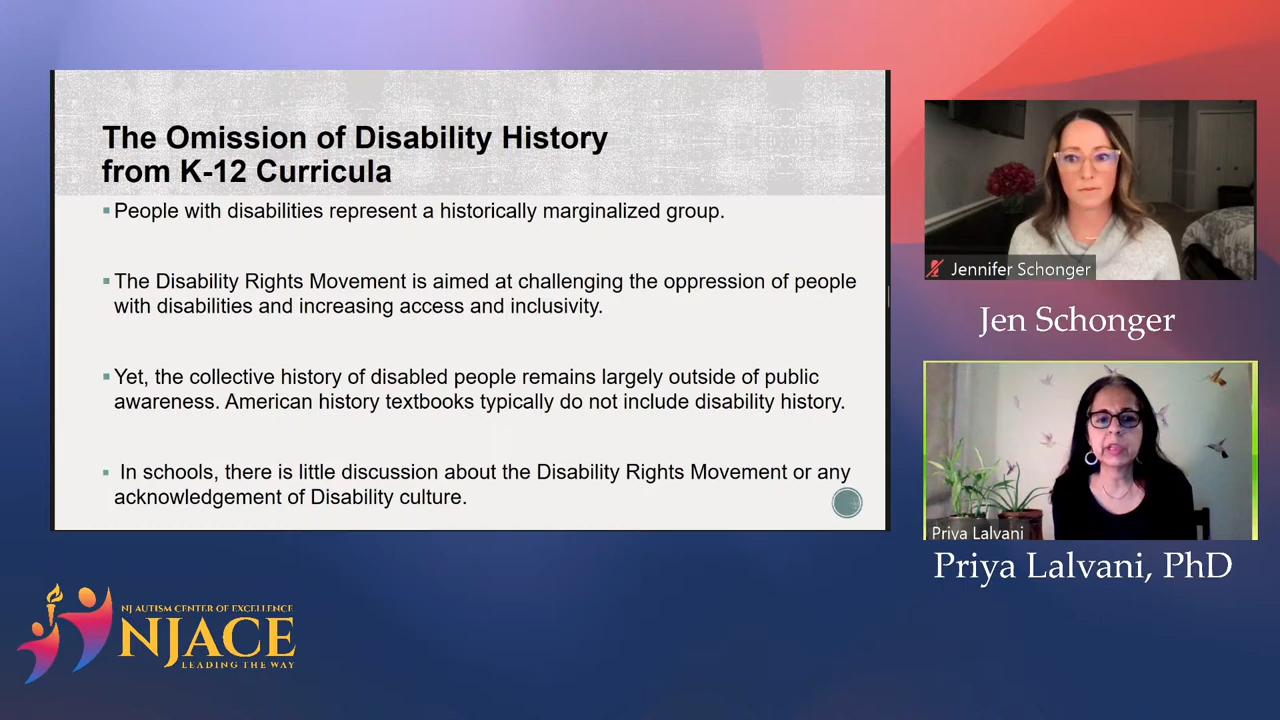 The Omission of Disability History
from K-12 Curricula
People with disabilities represent a historically marginalized group.
The Disability Rights Movement is aimed at challenging the oppression of people
with disabilities and increasing access and inclusivity.
Yet, the collective history of disabled people remains largely outside of public
awareness. American history textbooks typically do not include disability history.
In schools, there is little discussion about the Disability Rights Movement or any
acknowledgement of Disability culture.
Jennifer Schonger
Jen Schonger
Priya Lalvani
Priya Lalvani, PhD
NJ AUTISM CENTER OF EXCELLENCE
NJACE
LEADING THE WAY